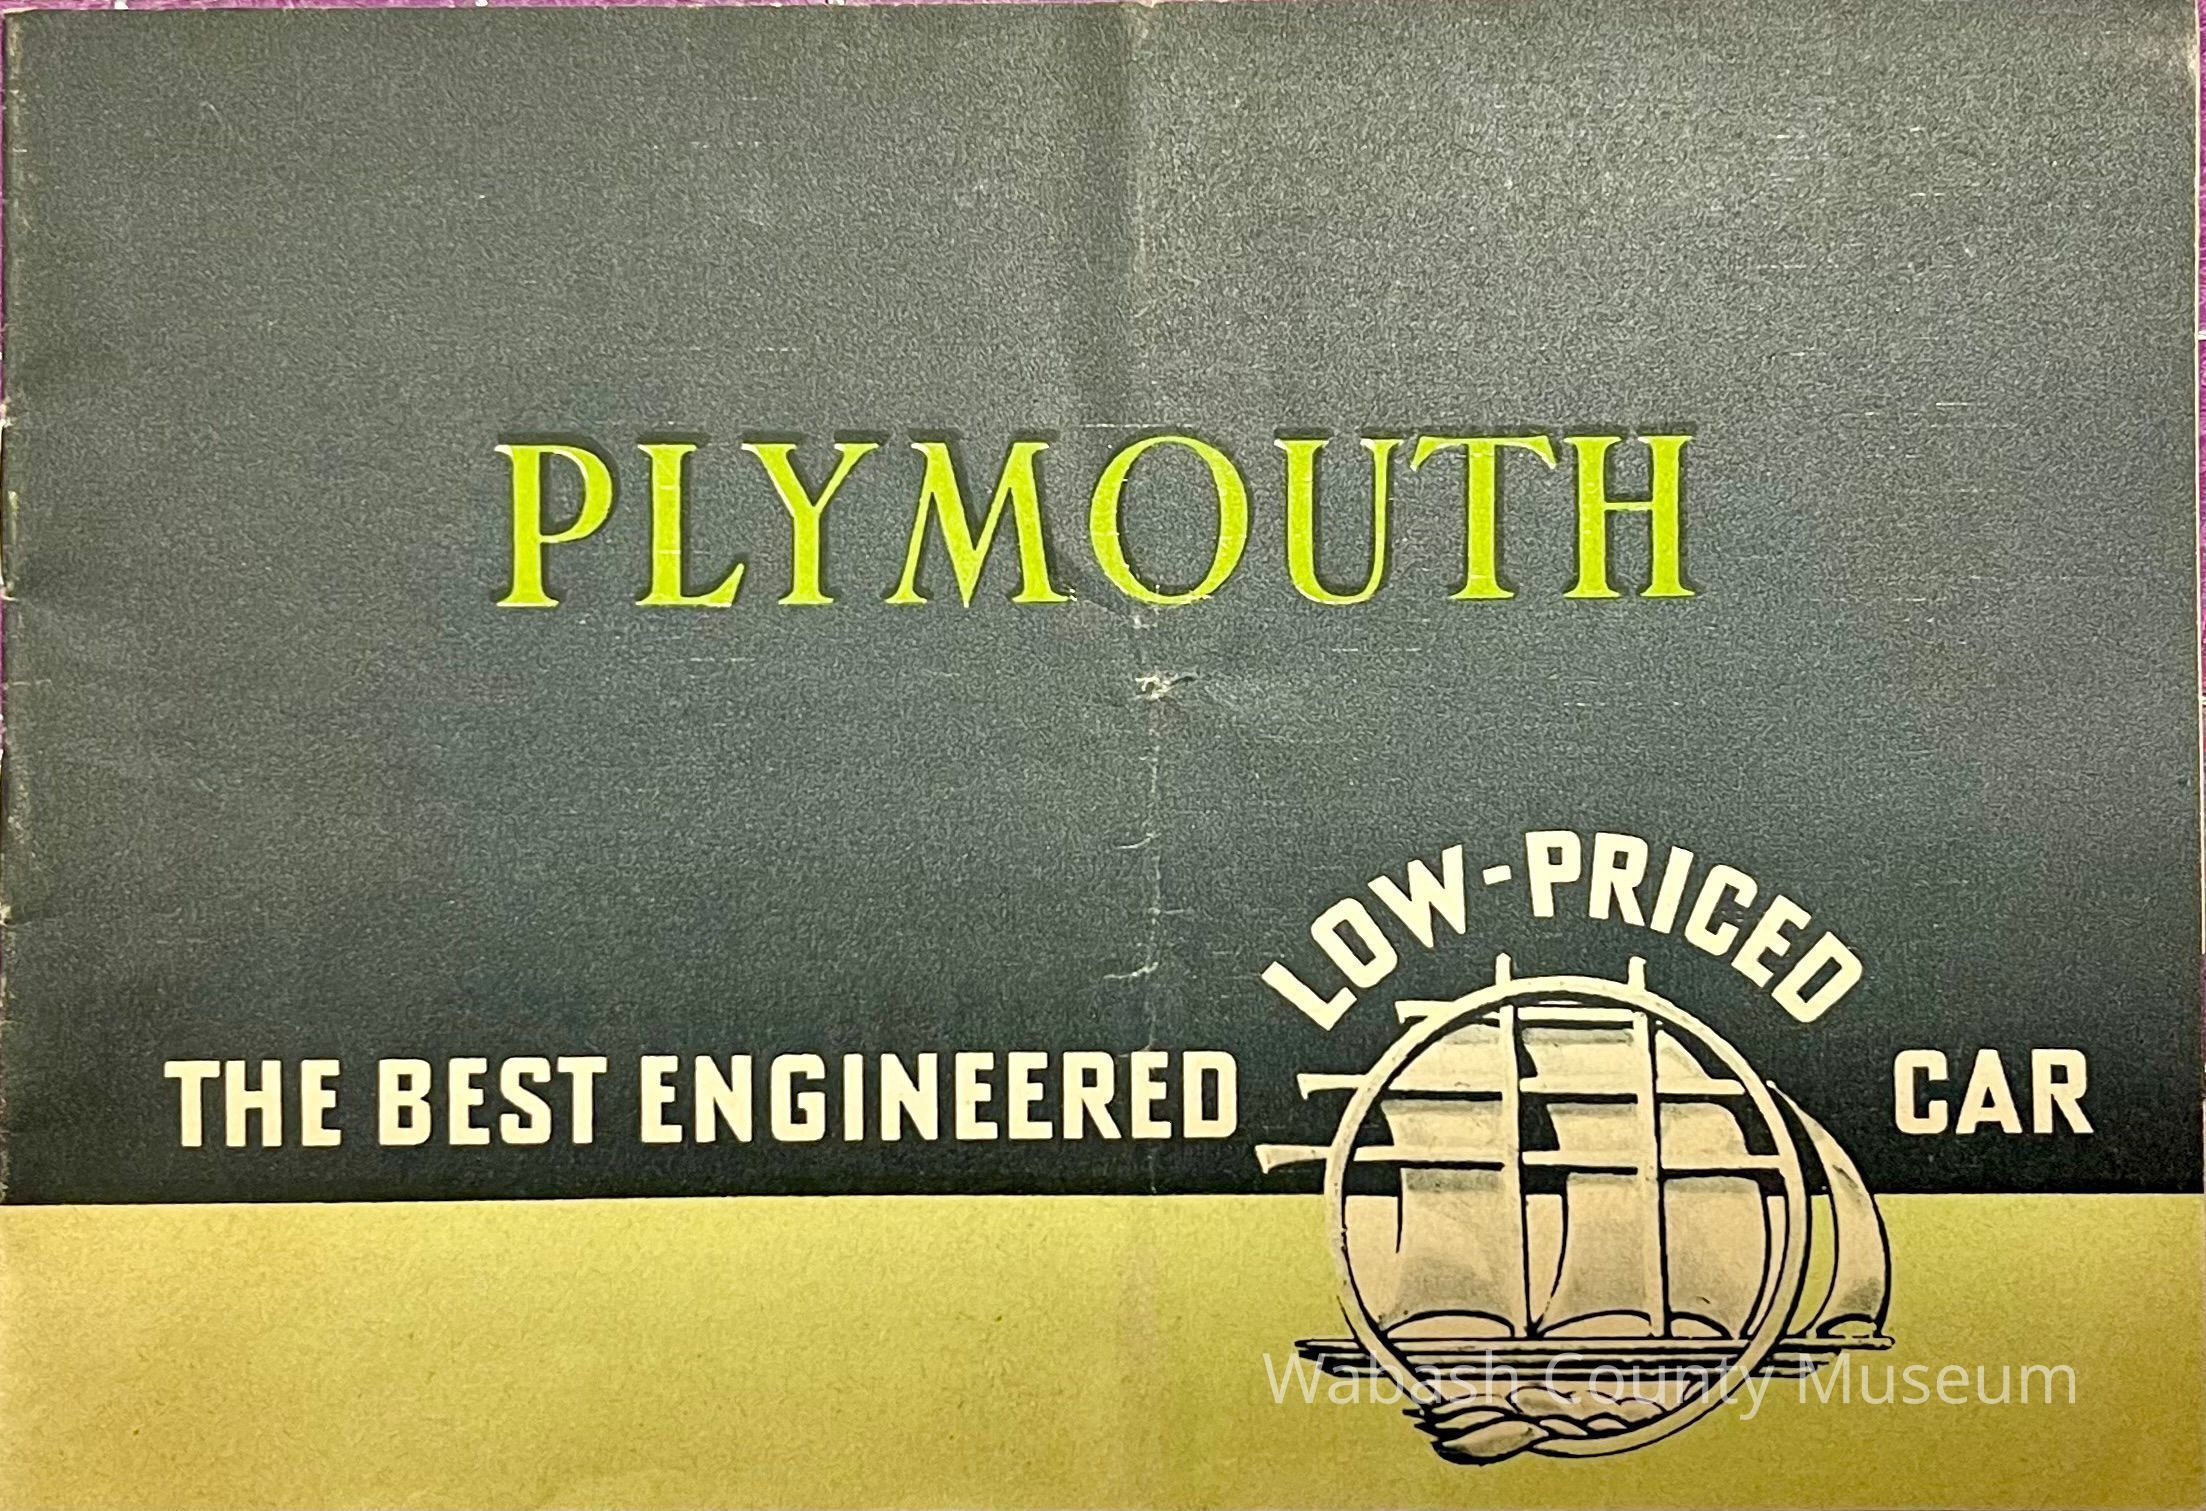 PLYMOUTH
LOW-PRICED
THE BEST ENGINEERED CAR
Wabash County Museum